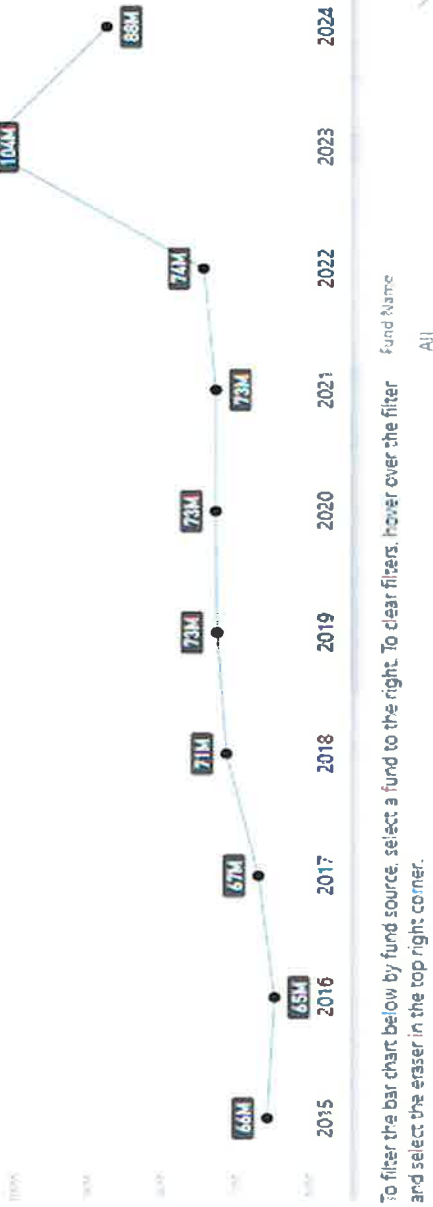 104M
88M
74M
73M
73M
73M
71M
67M
66M
65M
2015 2016 2017 2018 2019 2020 2021 2022 2023 2024
To filter the bar chart below by fund source, select a fund to the right. To clear filters, hover over the filter
and select the eraser in the top right corner.
Fund Name
All